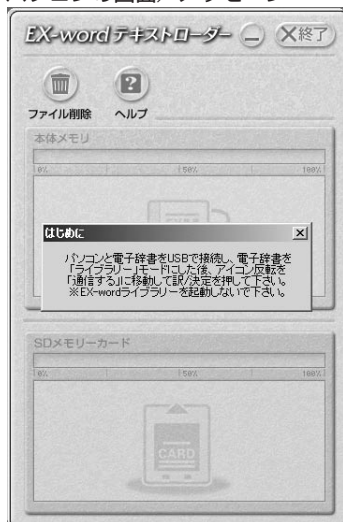 EX-word テキストローダー
×終了
ファイル削除 ヘルプ
本体メモリ
0% 50% 100%
はじめに
パソコンと電子辞書をUSBで接続し、電子辞書を
「ライブラリー」モードにした後、アイコン反転を
「通信する」に移動して訳/決定を押して下さい。
※EX-wordライブラリーを起動しないで下さい。
SDメモリーカード
0% 50% 100%
CARD